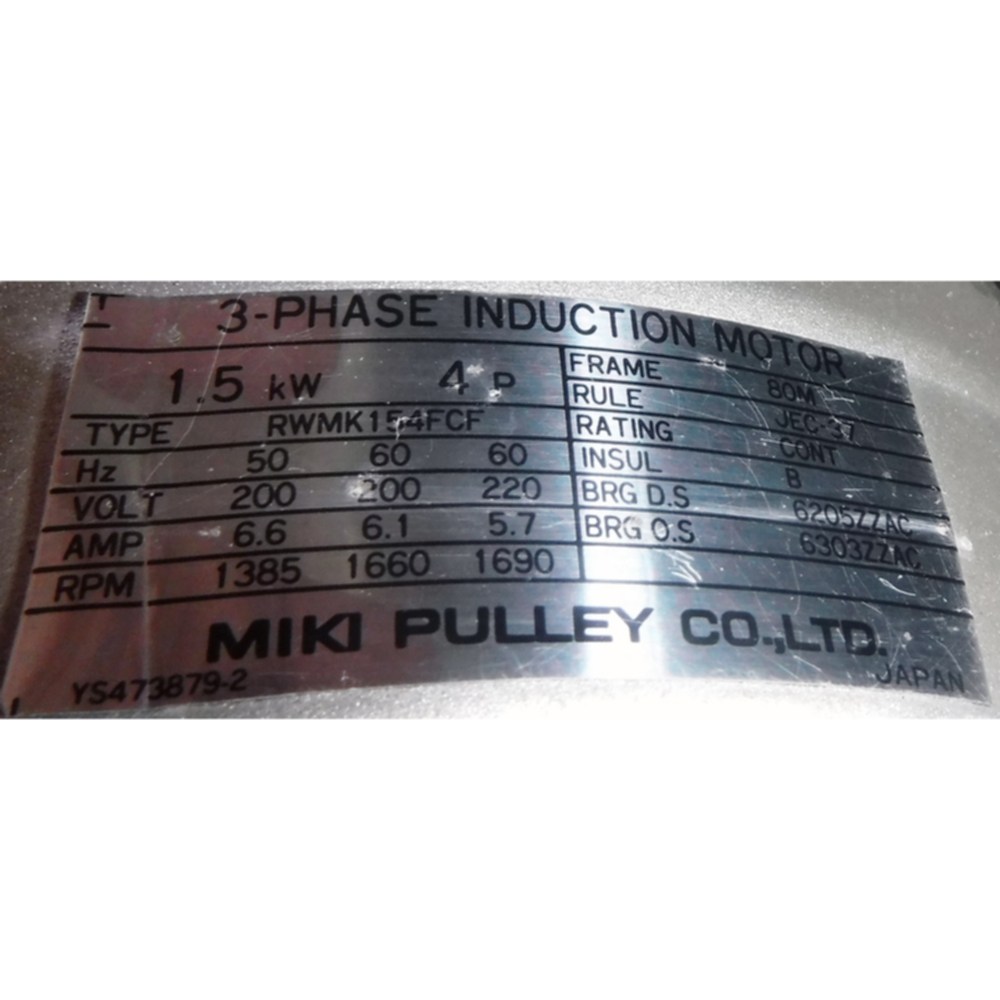 3-PHASE INDUCTION MOTOR
1.5 kW 4 P
TYPE RWMK154FCF
Hz 50 60 60
VOLT 200 200 220
AMP 6.6 6.1 5.7
RPM 1385 1660 1690
FRAME 80M
RULE JEC-37
RATING CONT
INSUL B
BRG D.S 6205ZZAC
BRG O.S 6303ZZAC
MIKI PULLEY CO.,LTD.
YS473879-2 JAPAN